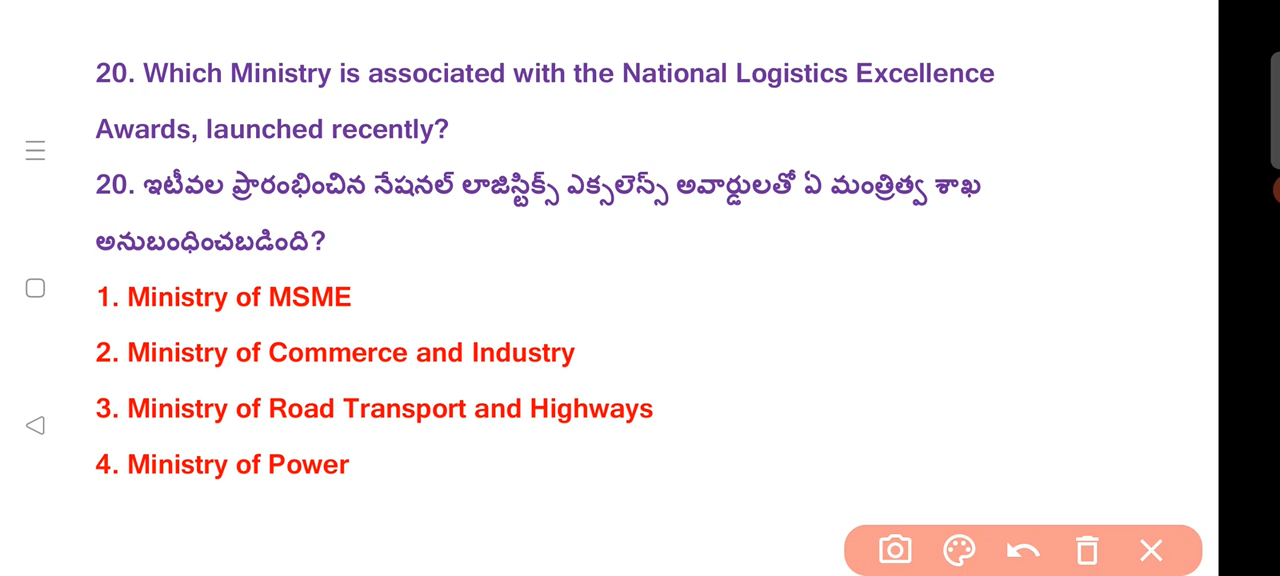 20. Which Ministry is associated with the National Logistics Excellence
Awards, launched recently?
20. ఇటీవల ప్రారంభించిన నేషనల్ లాజిస్టిక్స్ ఎక్సలెన్స్ అవార్డులతో ఏ మంత్రిత్వ శాఖ
అనుబంధించబడింది?
1. Ministry of MSME
2. Ministry of Commerce and Industry
3. Ministry of Road Transport and Highways
4. Ministry of Power